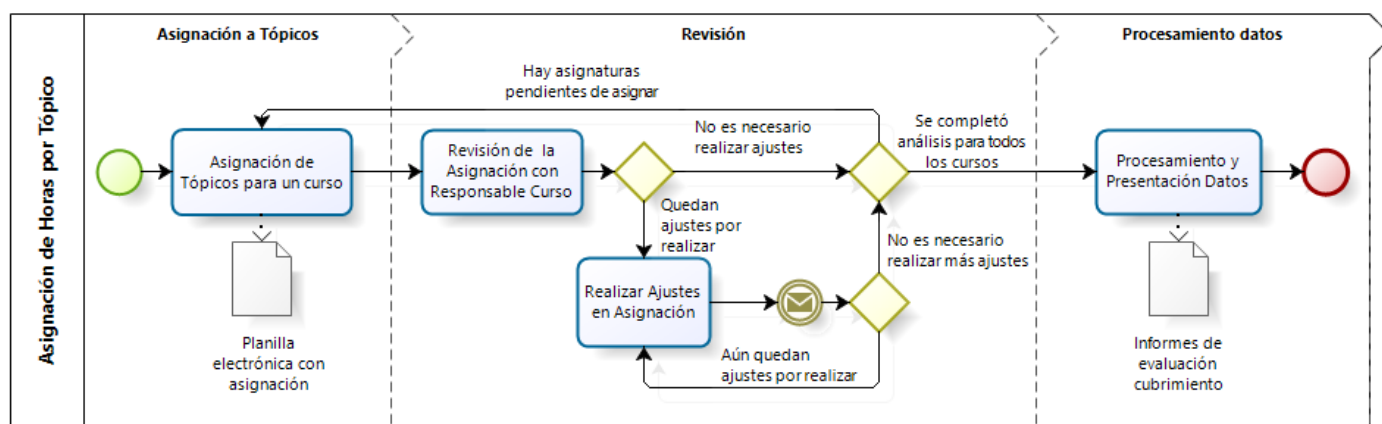 Asignación de Horas por Tópico
Asignación a Tópicos
Revisión
Procesamiento datos
Hay asignaturas
pendientes de asignar
Asignación de
Tópicos para un curso
Planilla
electrónica con
asignación
Revisión de la
Asignación con
Responsable Curso
No es necesario
realizar ajustes
Quedan
ajustes por
realizar
Realizar Ajustes
en Asignación
Aún quedan
ajustes por realizar
No es necesario
realizar más ajustes
Se completó
análisis para todos
los cursos
Procesamiento y
Presentación Datos
Informes de
evaluación
cubrimiento